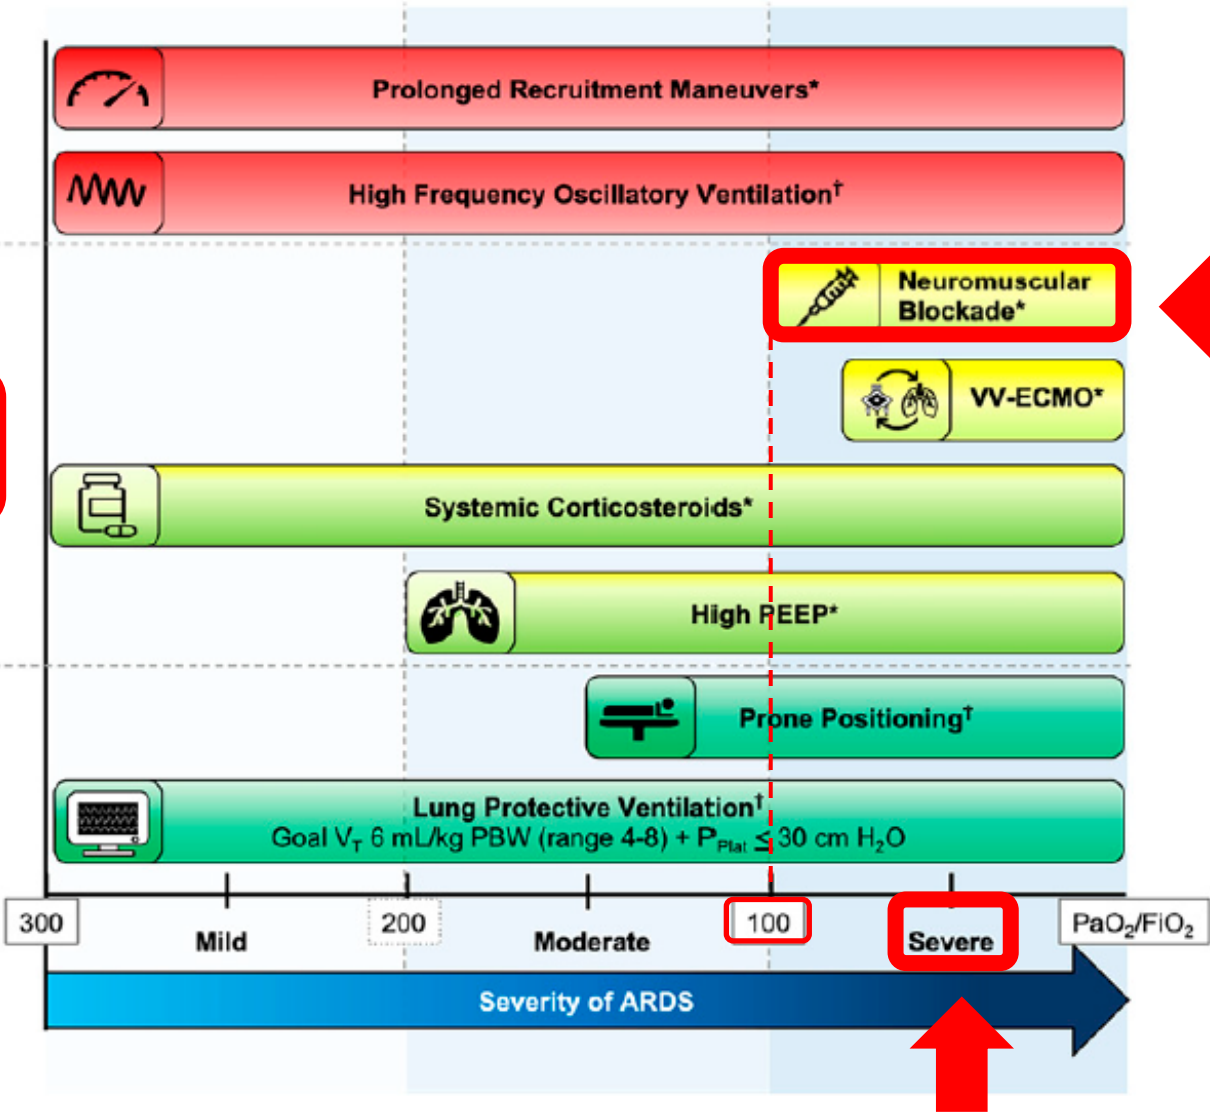 Prolonged Recruitment Maneuvers*
High Frequency Oscillatory Ventilation†
Neuromuscular
Blockade*
VV-ECMO*
Systemic Corticosteroids*
High PEEP*
Prone Positioning†
Lung Protective Ventilation†
Goal VT 6 mL/kg PBW (range 4-8) + PPlat ≤ 30 cm H2O
300 200 100 PaO2/FiO2
Mild Moderate Severe
Severity of ARDS